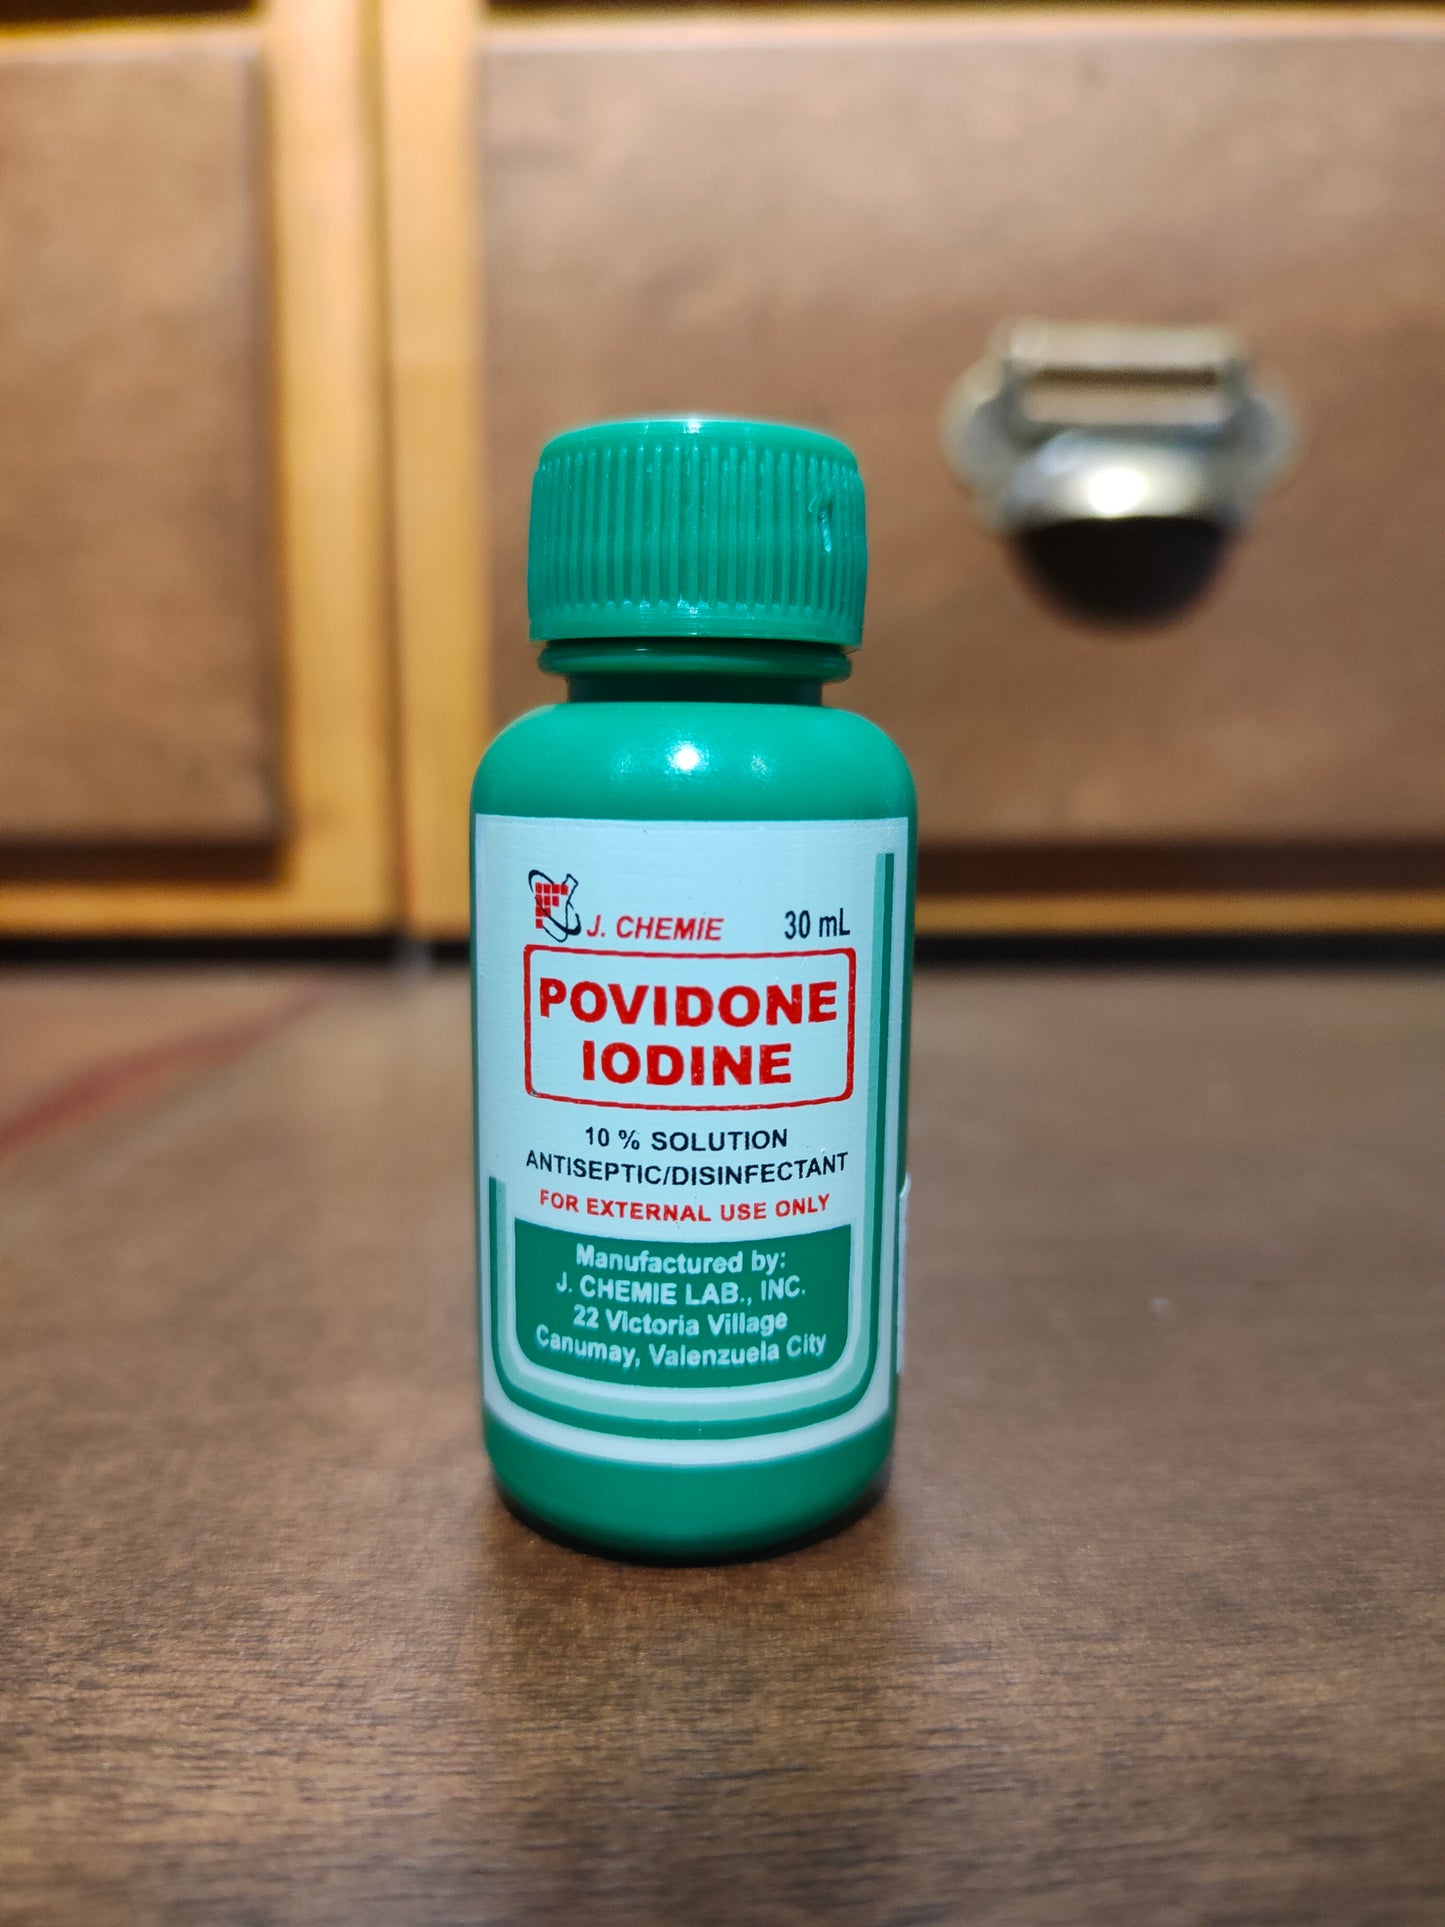 J. CHEMIE 30 mL
POVIDONE
IODINE
10 % SOLUTION
ANTISEPTIC/DISINFECTANT
FOR EXTERNAL USE ONLY
Manufactured by:
J. CHEMIE LAB., INC.
22 Victoria Village
Canumay, Valenzuela City